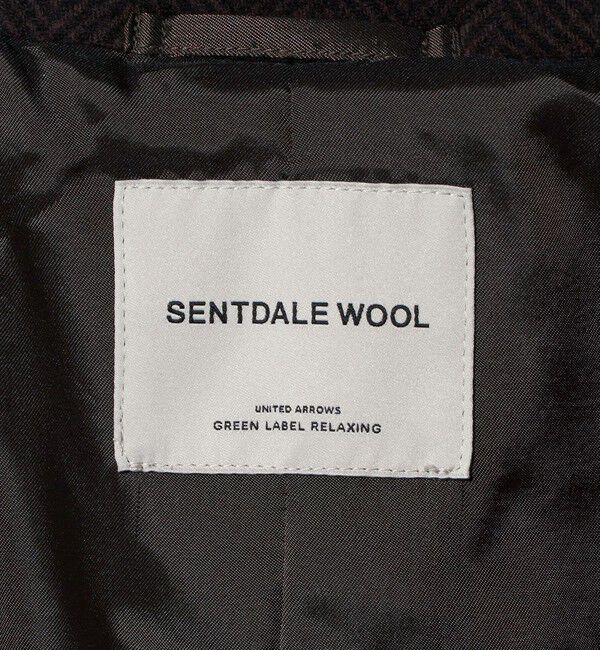 SENTDALE WOOL
UNITED ARROWS
GREEN LABEL RELAXING